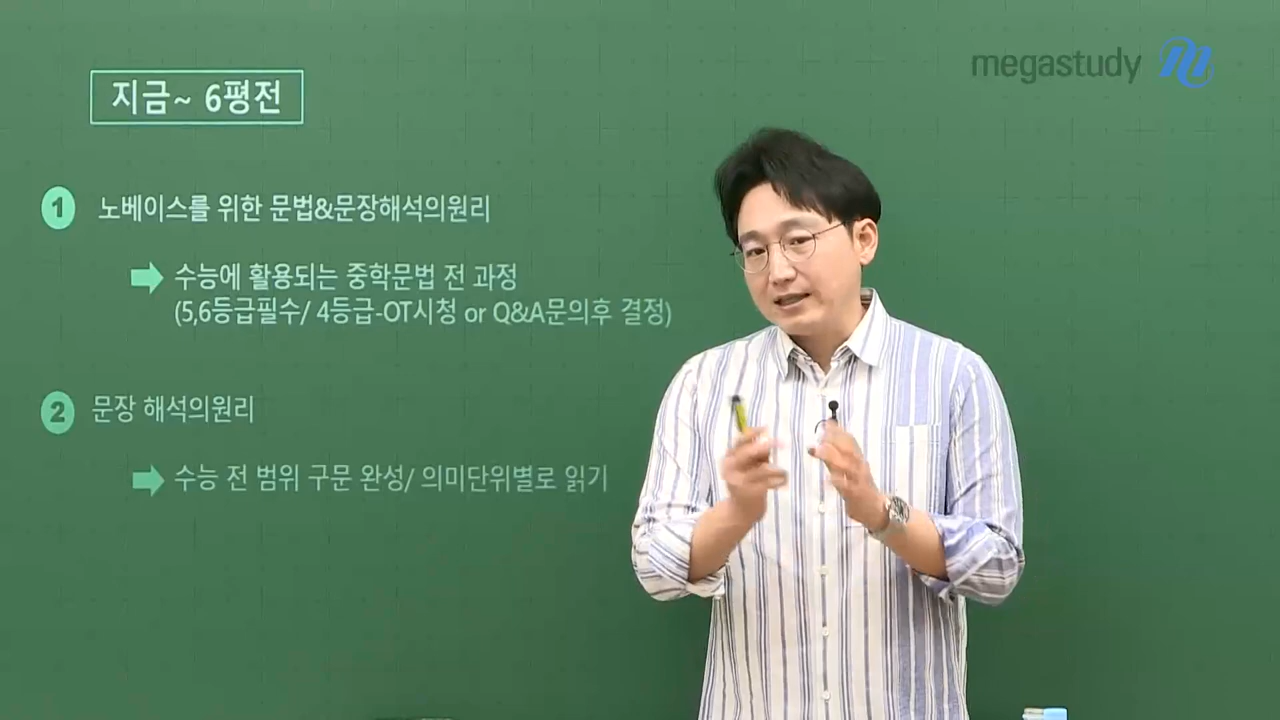 megastudy
지금~ 6평전
1 노베이스를 위한 문법&문장해석의원리
수능에 활용되는 중학문법 전 과정
(5,6등급필수/ 4등급-OT시청 or Q&A문의후 결정)
2 문장 해석의원리
수능 전 범위 구문 완성/ 의미단위별로 읽기